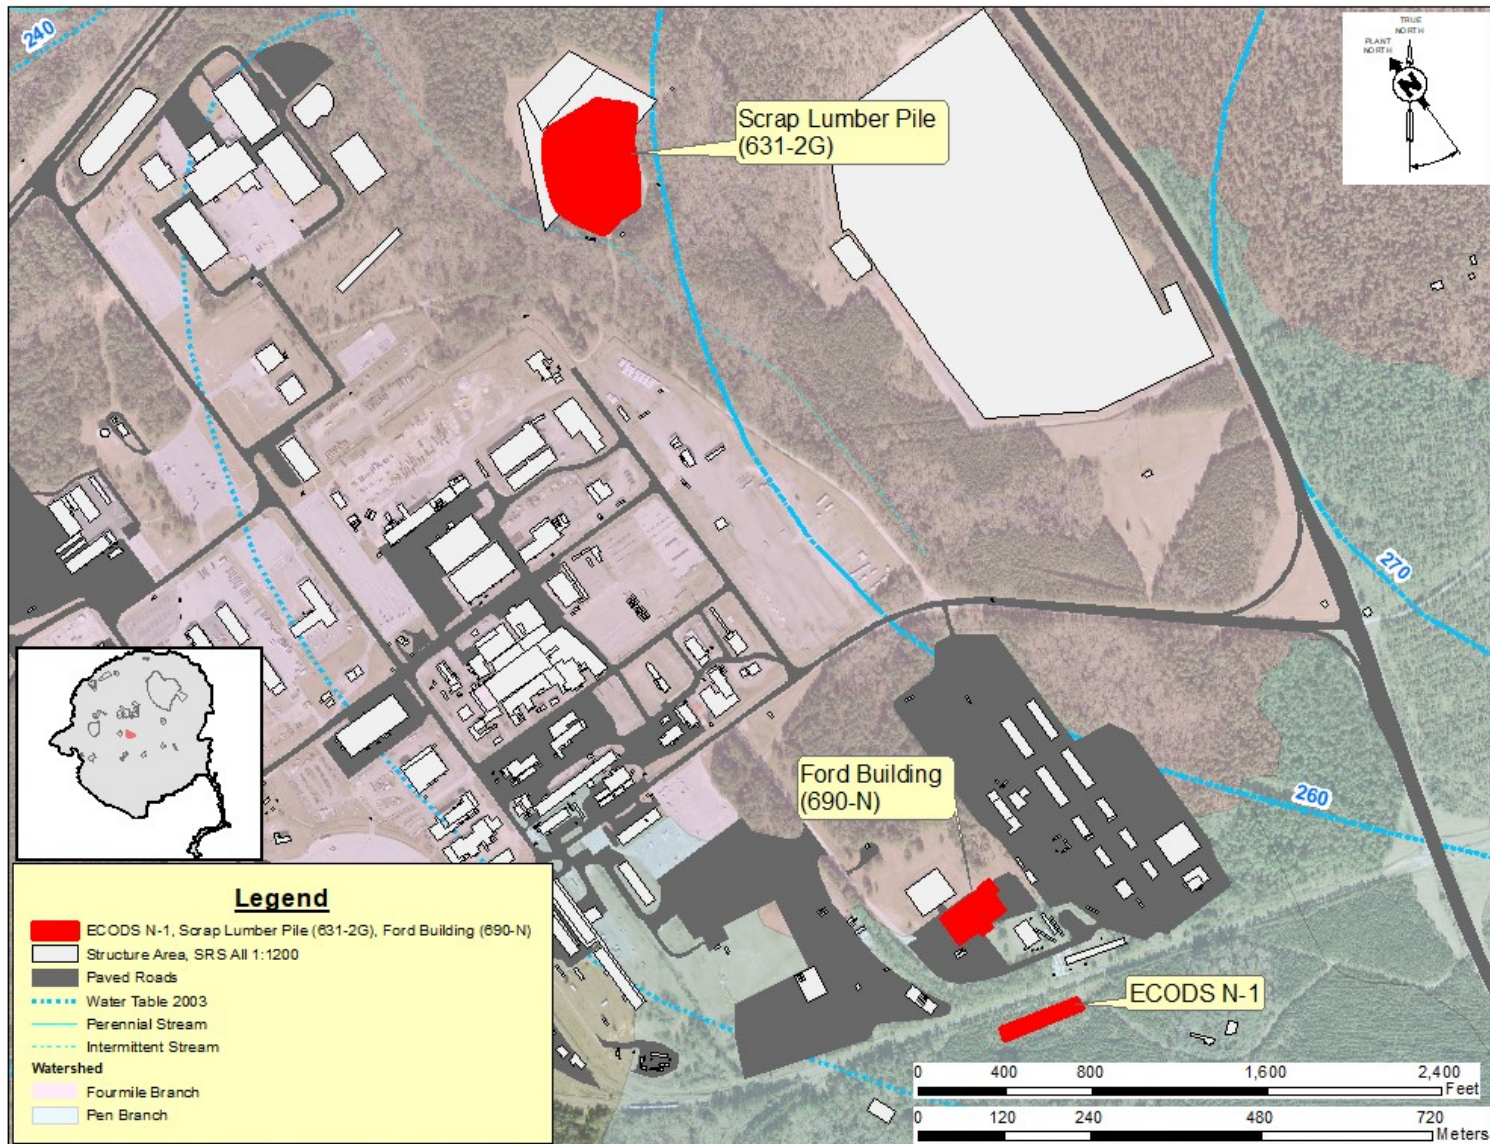 240
TRUE
NORTH
PLANT
NORTH
N
Scrap Lumber Pile
(631-2G)
270
Ford Building
(690-N)
260
ECODS N-1
Legend
ECODS N-1, Scrap Lumber Pile (631-2G), Ford Building (690-N)
Structure Area, SRS All 1:1200
Paved Roads
Water Table 2003
Perennial Stream
Intermittent Stream
Watershed
Fourmile Branch
Pen Branch
0 400 800 1,600 2,400
Feet
0 120 240 480 720
Meters